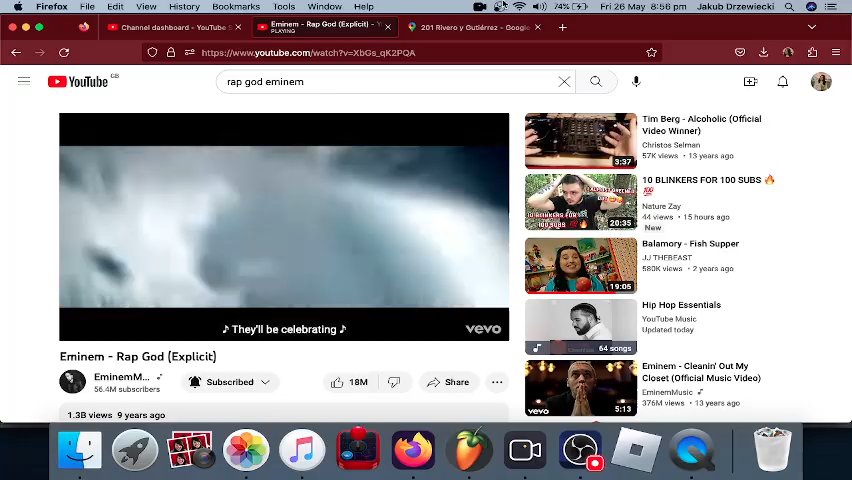 Firefox File Edit View History Bookmarks Tools Window Help 74% Fri 26 May 8:56 pm Jakub Drzewiecki
Channel dashboard - YouTube S
Eminem - Rap God (Explicit) - Y
PLAYING
201 Rivero y Gutiérrez - Google
https://www.youtube.com/watch?v=XbGs_qK2PQA
YouTube GB
rap god eminem
Tim Berg - Alcoholic (Official Video Winner)
Christos Selman
57K views • 13 years ago
3:37
10 BLINKERS FOR 100 SUBS 🔥
💯
Nature Zay
44 views • 15 hours ago
New
10 BLINKERS FOR
100 SUBS
20:35
Balamory - Fish Supper
JJ THEBEAST
580K views • 2 years ago
19:05
Hip Hop Essentials
YouTube Music
Updated today
64 songs
Eminem - Cleanin' Out My
Closet (Official Music Video)
EminemMusic
376M views • 13 years ago
vevo
5:13
♪ They'll be celebrating ♪
vevo
Eminem - Rap God (Explicit)
EminemM...
56.4M subscribers
Subscribed
18M
Share
1.3B views 9 years ago